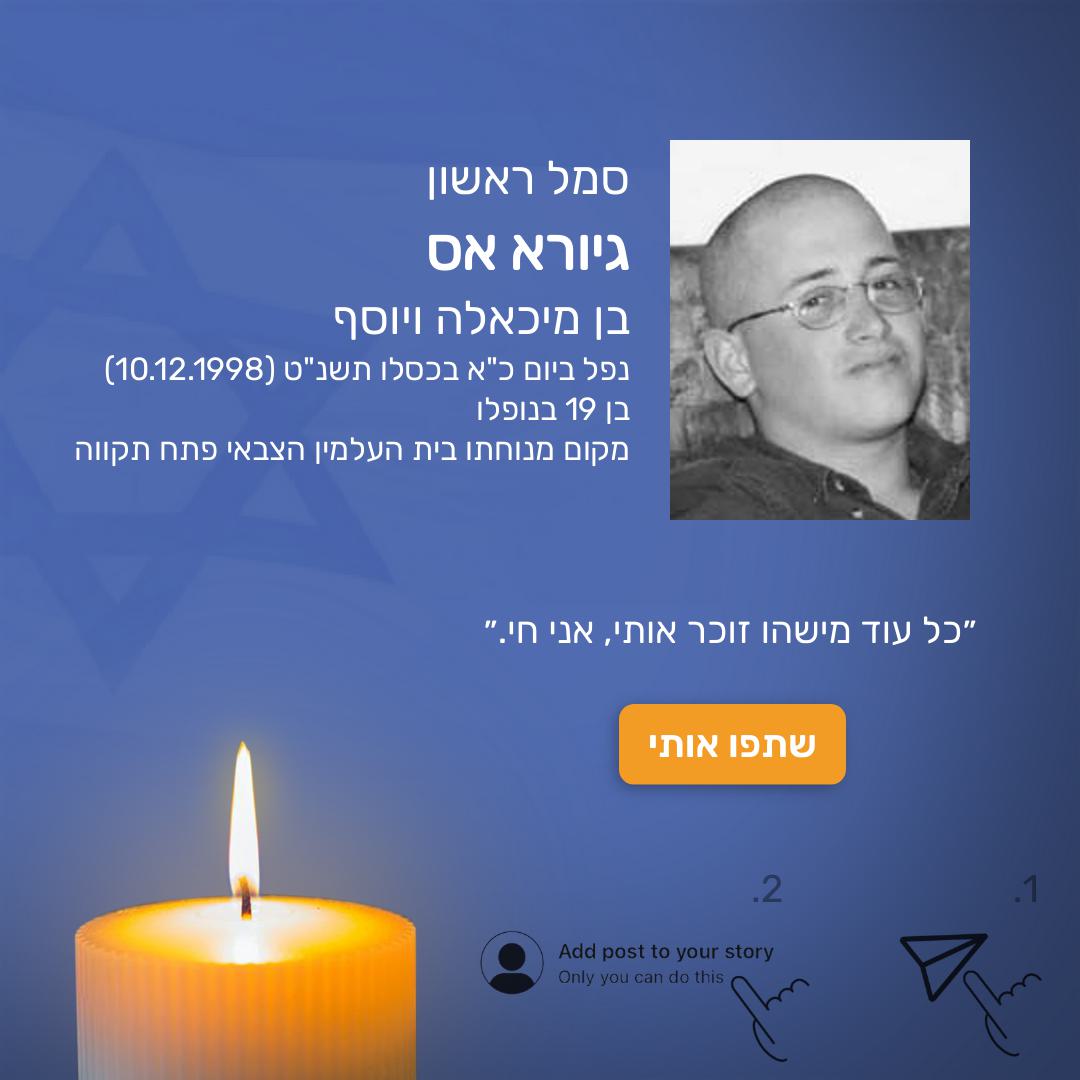 סמל ראשון
גיורא אס
בן מיכאלה ויוסף
נפל ביום כ"א בכסלו תשנ"ט (10.12.1998)
בן 19 בנופלו
מקום מנוחתו בית העלמין הצבאי פתח תקווה
״כל עוד מישהו זוכר אותי, אני חי.״
שתפו אותי
.1
.2
Add post to your story
Only you can do this